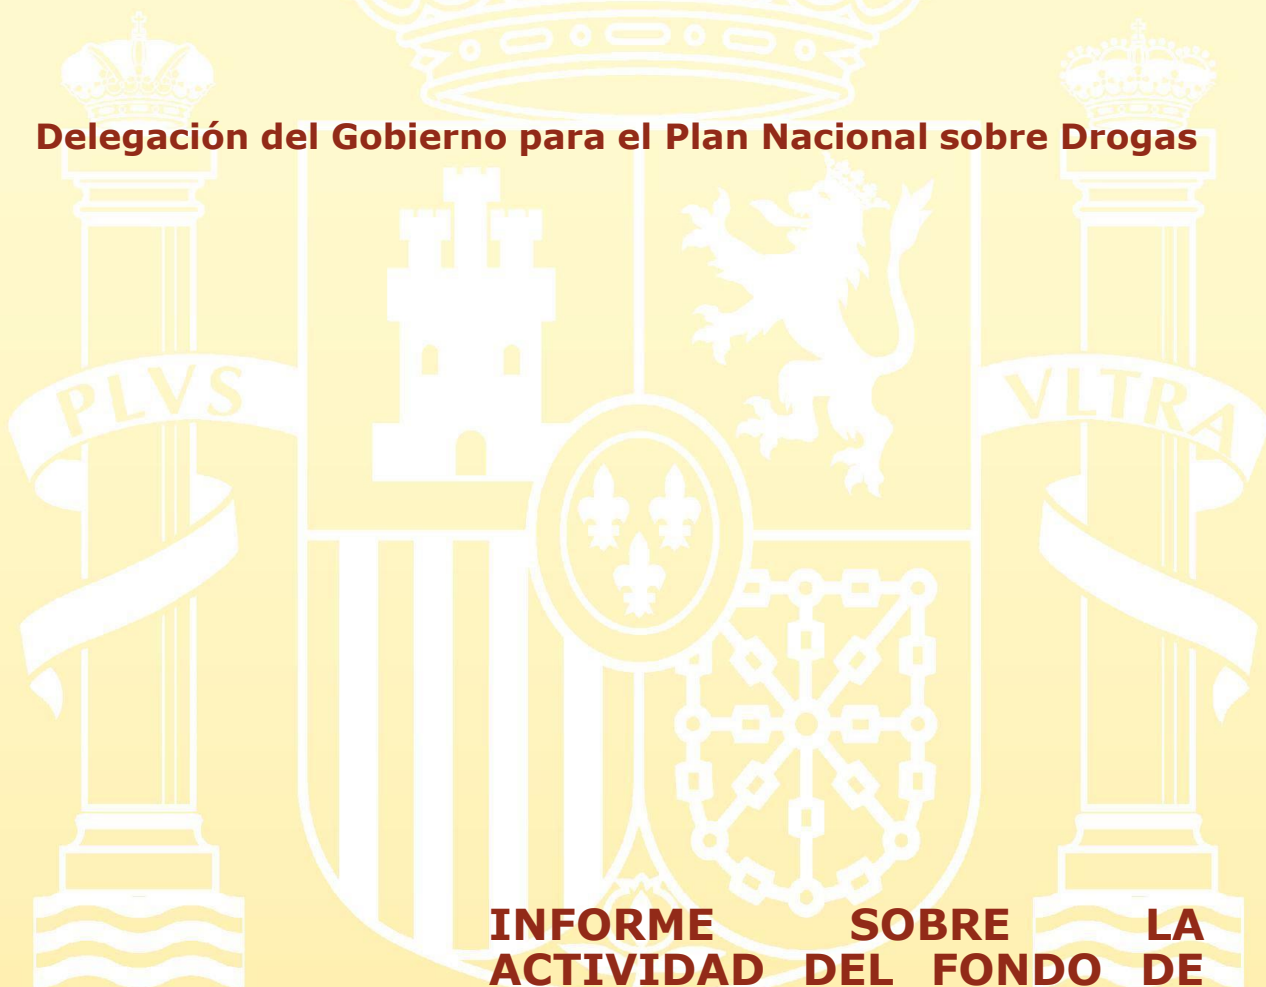 Delegación del Gobierno para el Plan Nacional sobre Drogas
PLVS
VLTRA
INFORME SOBRE LA
ACTIVIDAD DEL FONDO DE